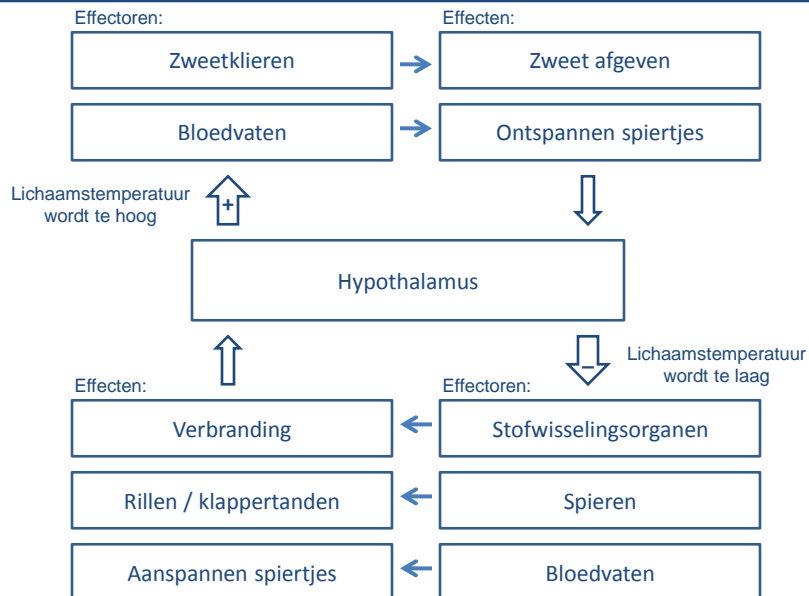 Effectoren:
Effecten:
Zweetklieren
Zweet afgeven
Bloedvaten
Ontspannen spiertjes
Lichaamstemperatuur
wordt te hoog
+
Hypothalamus
−
Lichaamstemperatuur
wordt te laag
Effecten:
Effectoren:
Verbranding
Stofwisselingsorganen
Rillen / klappertanden
Spieren
Aanspannen spiertjes
Bloedvaten